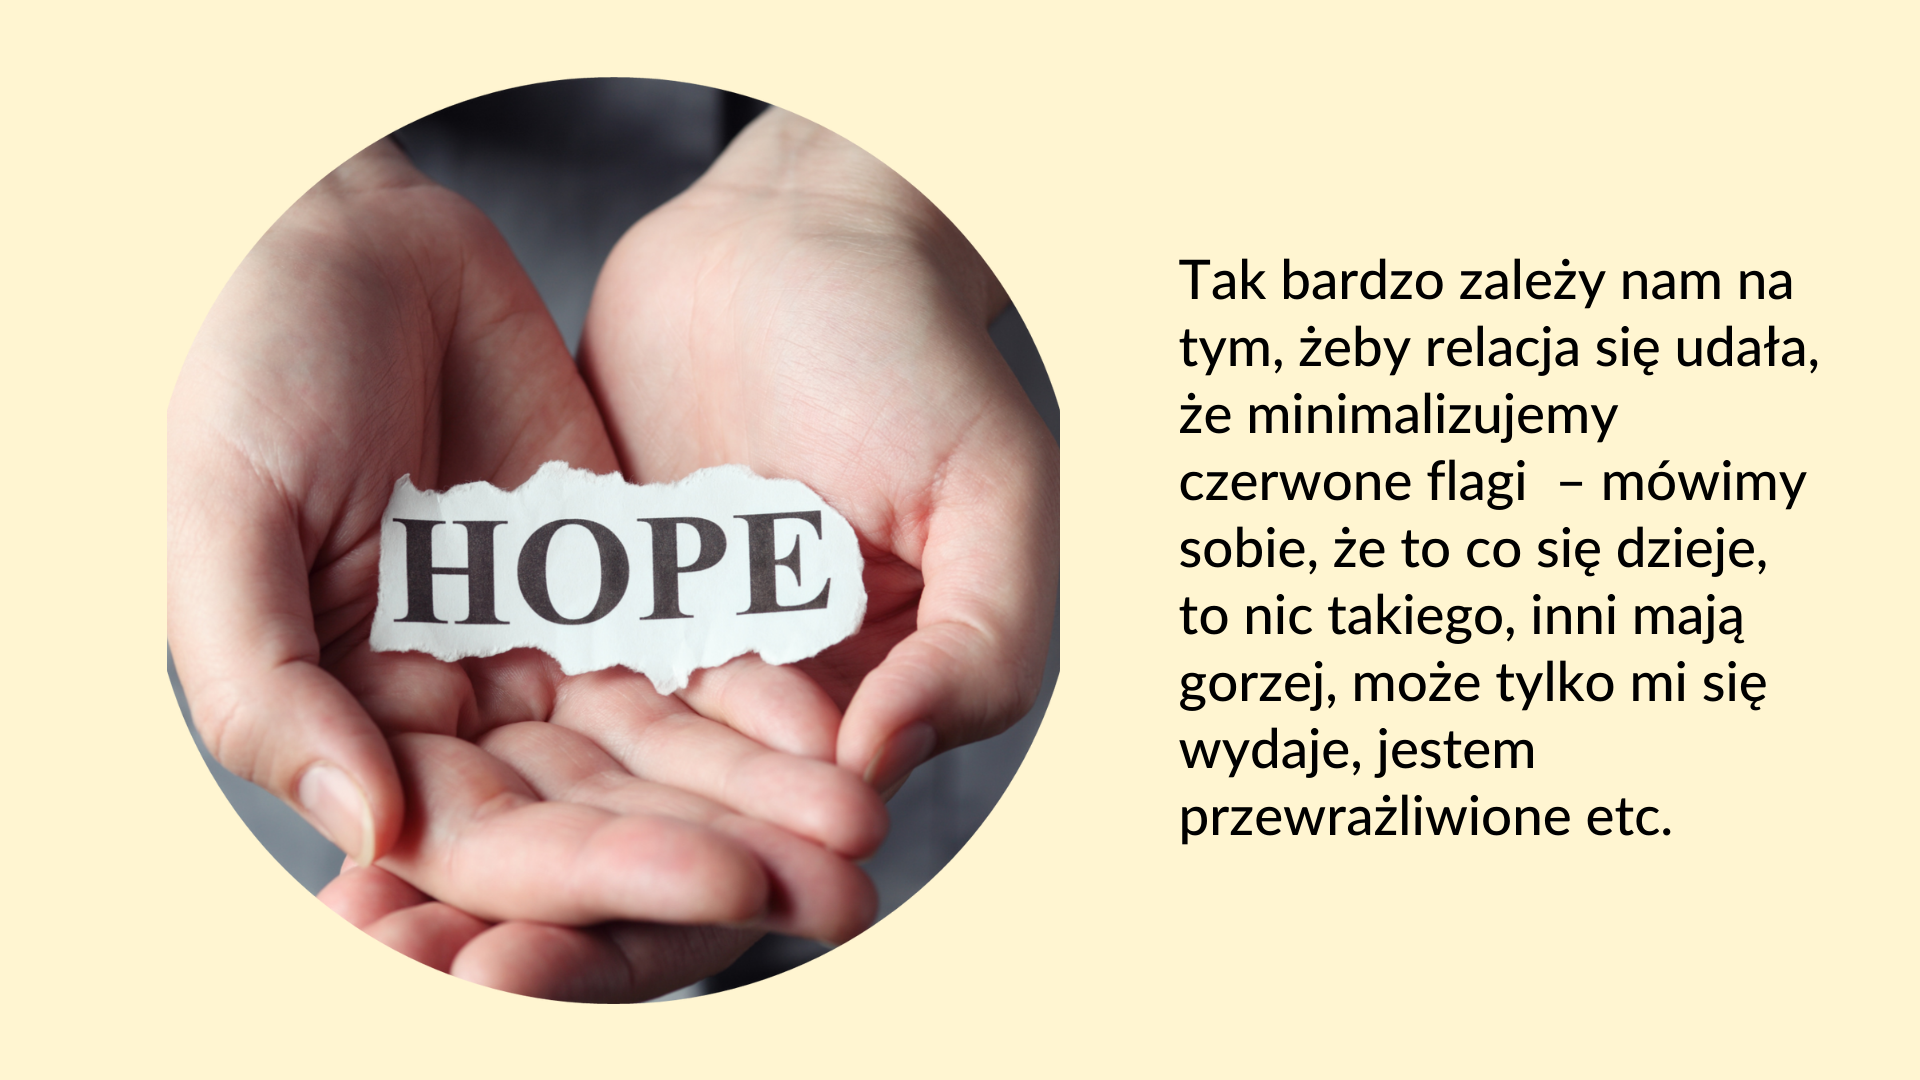 HOPE
Tak bardzo zależy nam na
tym, żeby relacja się udała,
że minimalizujemy
czerwone flagi  – mówimy
sobie, że to co się dzieje,
to nic takiego, inni mają
gorzej, może tylko mi się
wydaje, jestem
przewrażliwione etc.